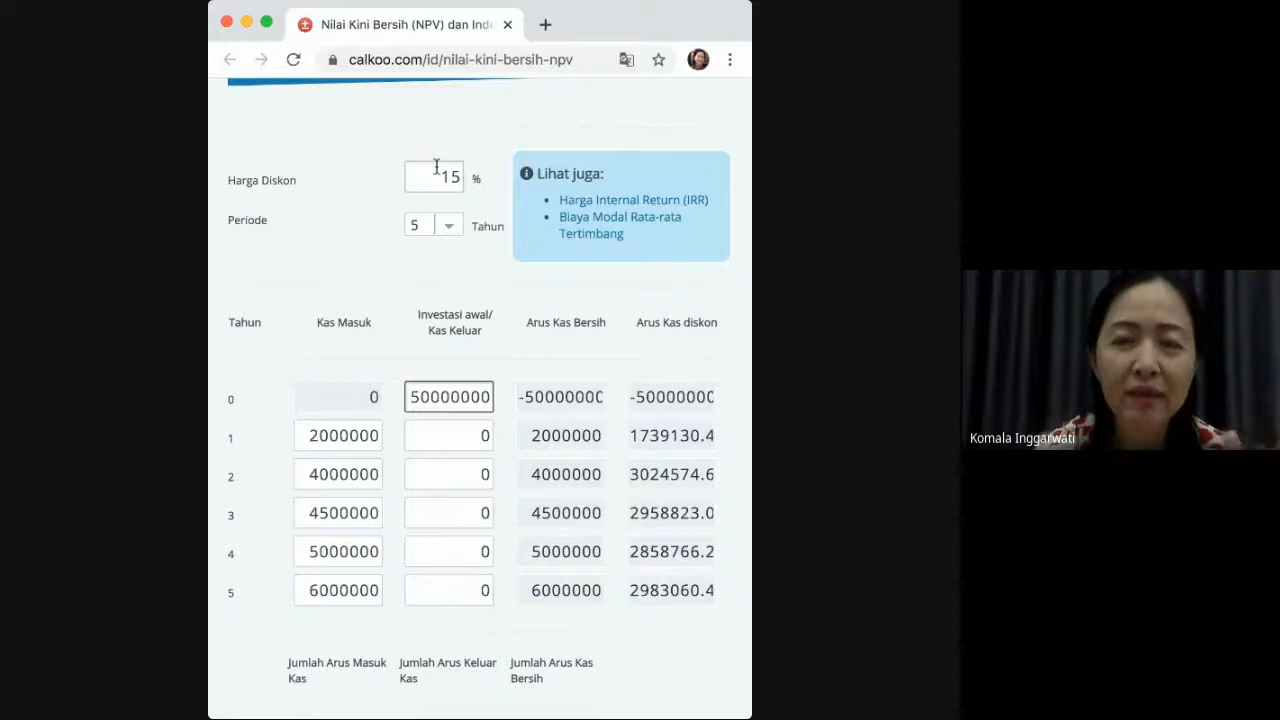 Nilai Kini Bersih (NPV) dan Inde
calkoo.com/id/nilai-kini-bersih-npv
Harga Diskon 15 %
Periode 5 Tahun
Lihat juga:
Harga Internal Return (IRR)
Biaya Modal Rata-rata
Tertimbang
Tahun Kas Masuk Investasi awal/ Kas Keluar Arus Kas Bersih Arus Kas diskon
0 0 50000000 -5000000C -5000000C
1 2000000 0 2000000 1739130.4
2 4000000 0 4000000 3024574.6
3 4500000 0 4500000 2958823.0
4 5000000 0 5000000 2858766.2
5 6000000 0 6000000 2983060.4
Jumlah Arus Masuk Kas Jumlah Arus Keluar Kas Jumlah Arus Kas Bersih
Komala Inggarwati